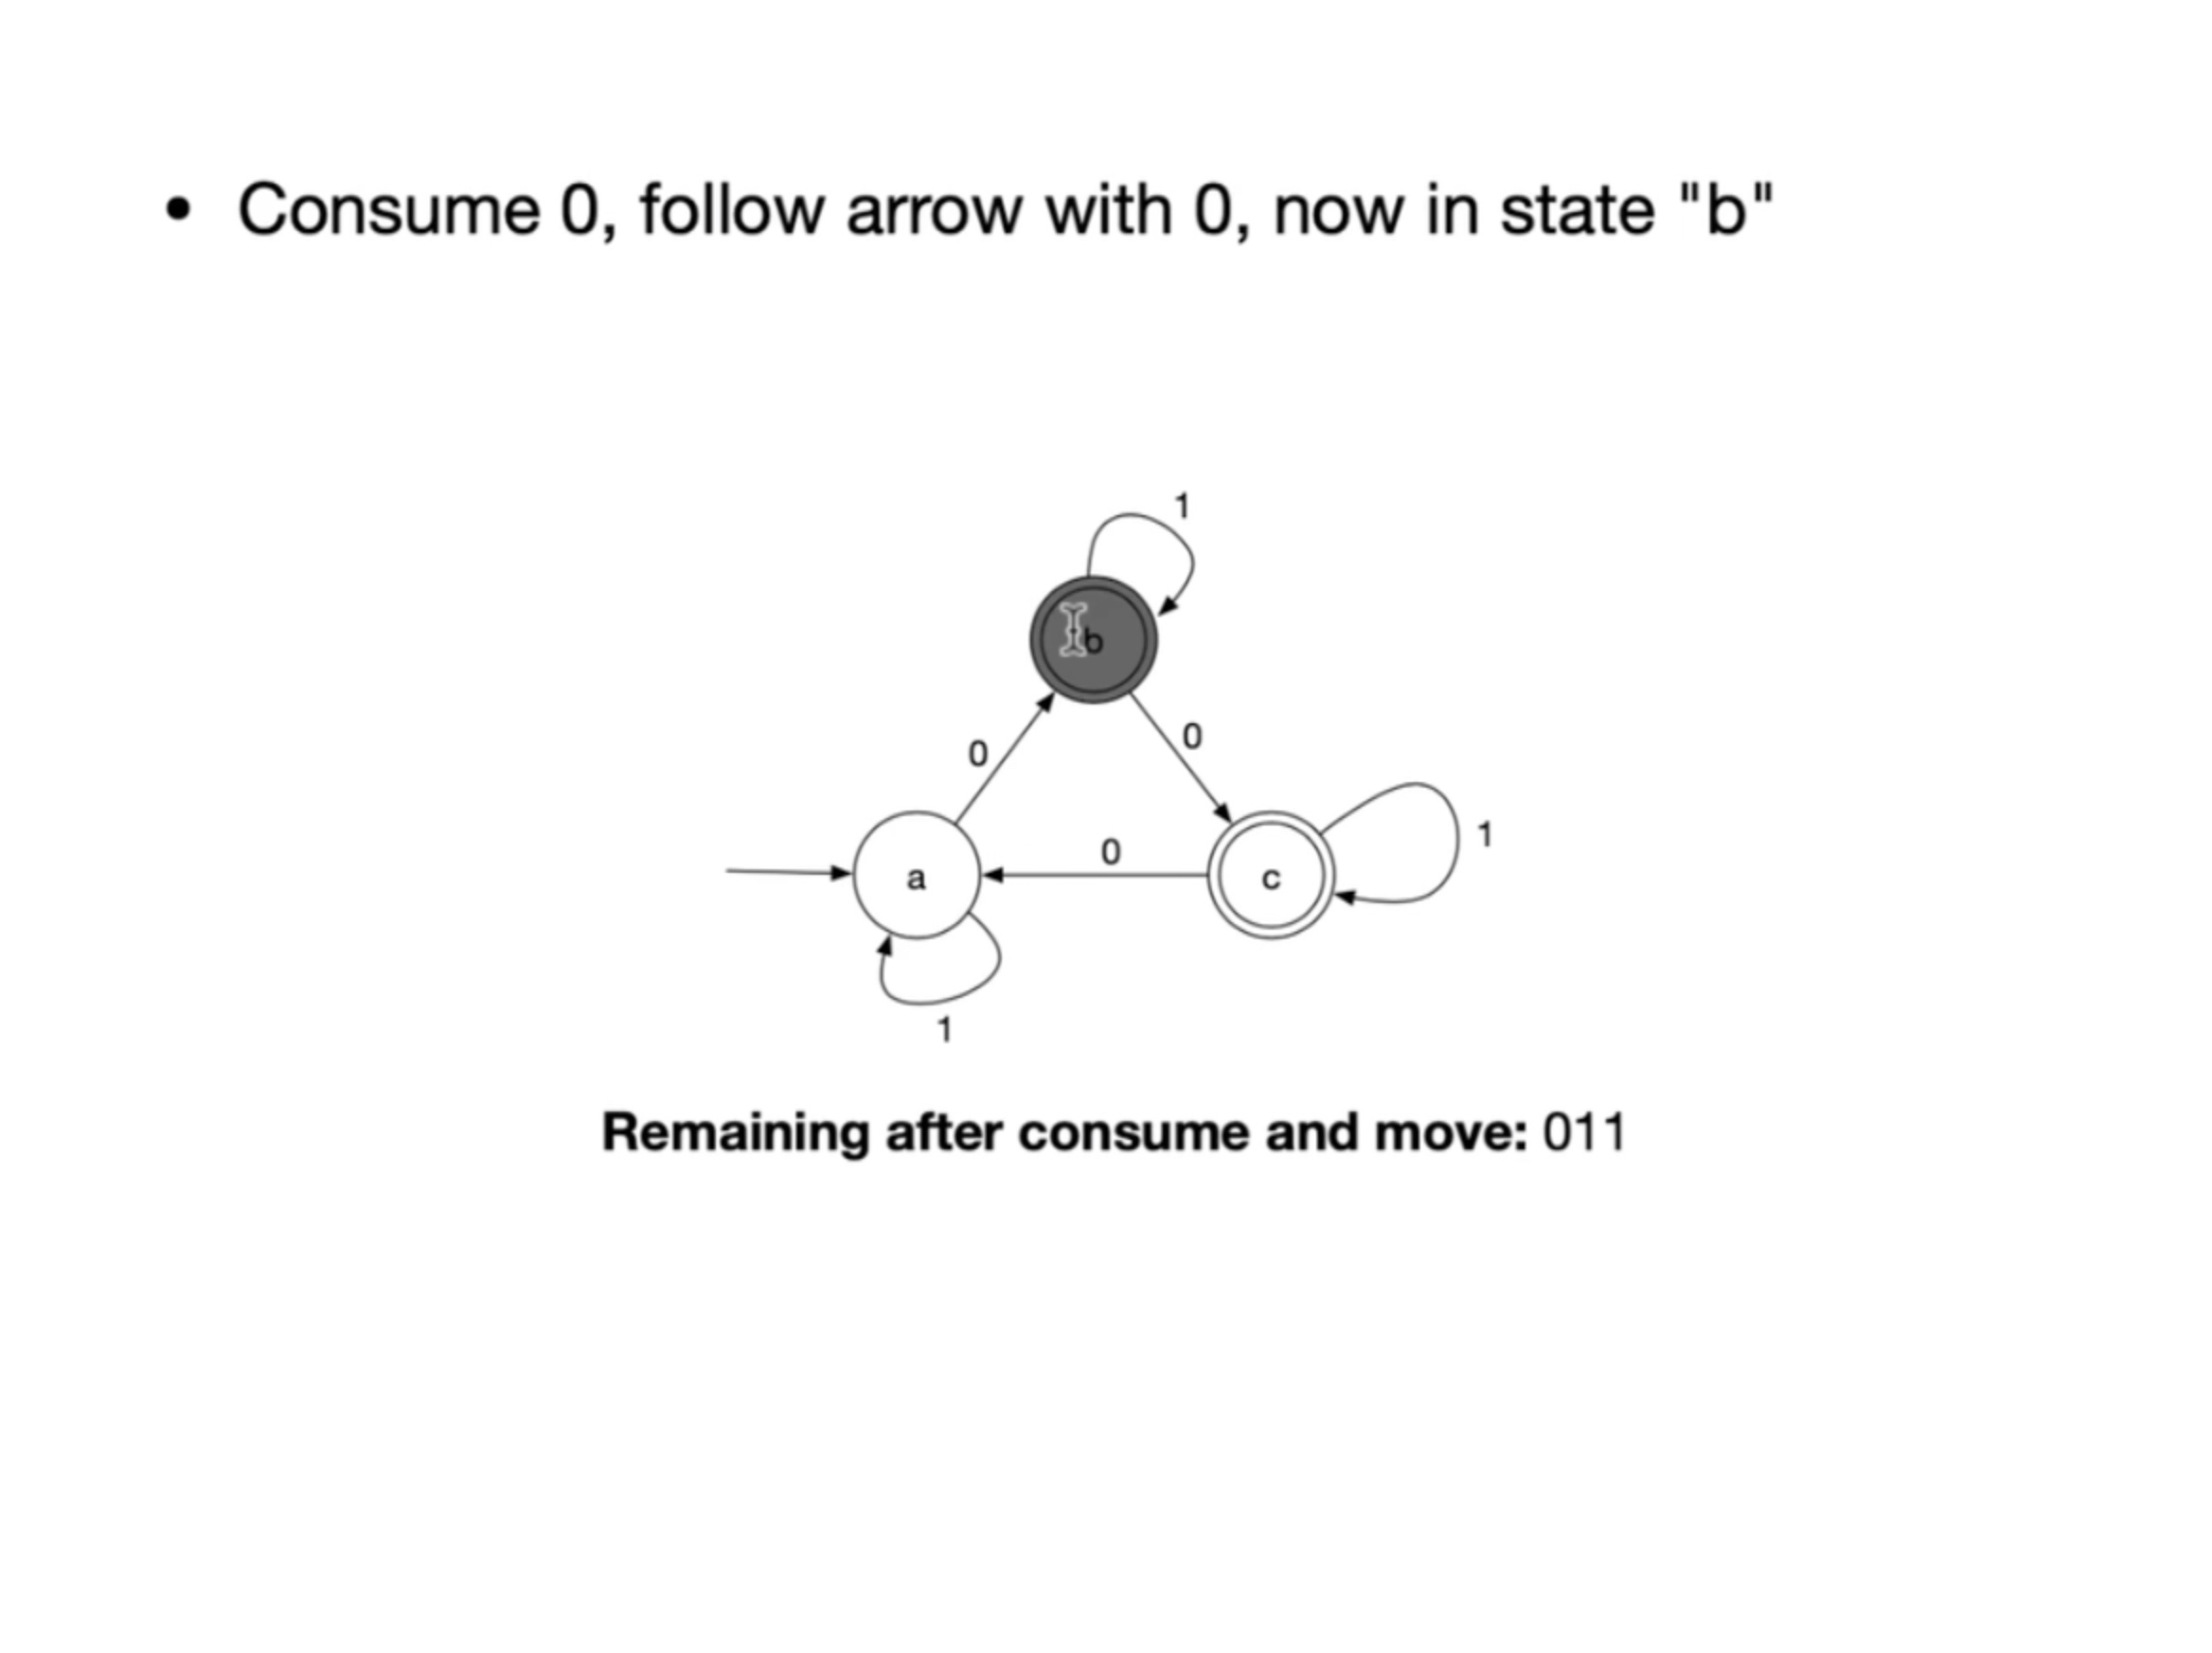 • Consume 0, follow arrow with 0, now in state "b"
1
b
0
0
a
0
c
1
1
Remaining after consume and move: 011